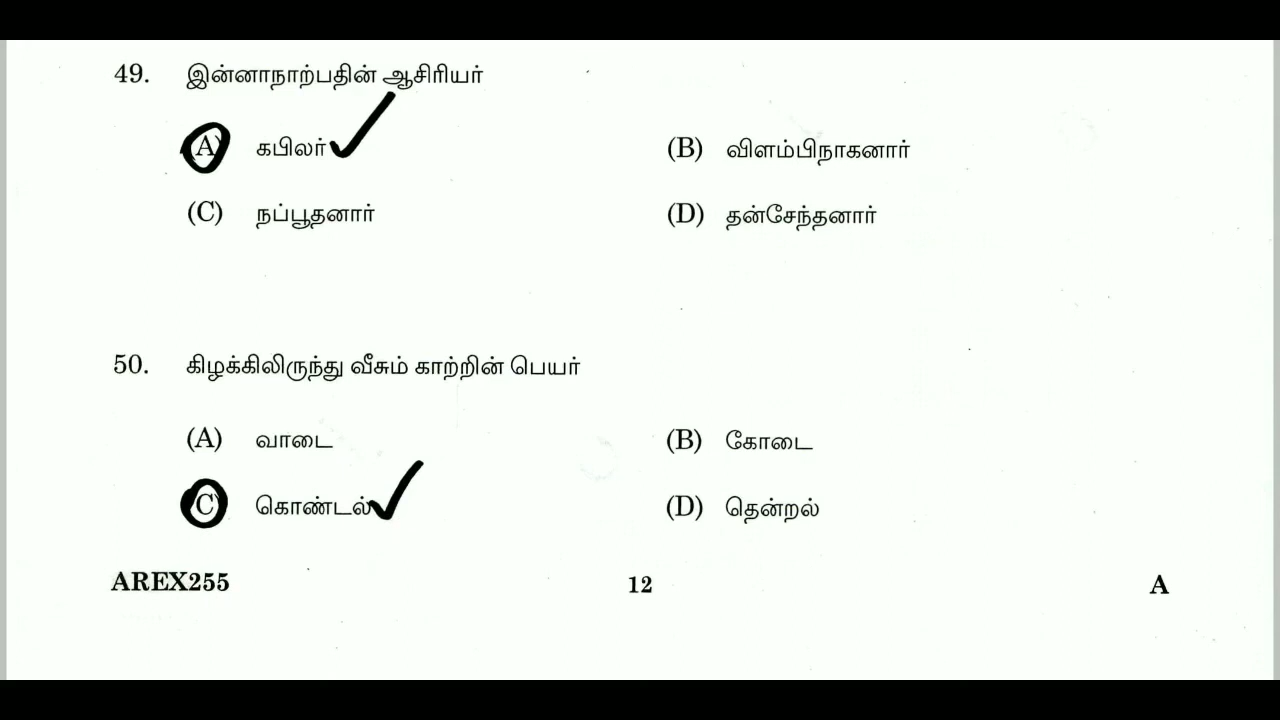 49. இன்னாநாற்பதின் ஆசிரியர்
(A) கபிலர் (B) விளம்பிநாகனார்
(C) நப்பூதனார் (D) தன்சேந்தனார்
50. கிழக்கிலிருந்து வீசும் காற்றின் பெயர்
(A) வாடை (B) கோடை
(C) கொண்டல் (D) தென்றல்
AREX255 12 A